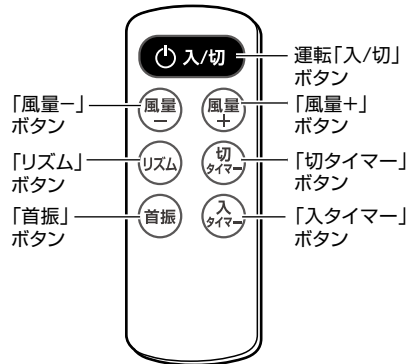 入/切
運転「入/切」
ボタン
「風量ー」
ボタン
風量
ー
風量
+
「風量+」
ボタン
「リズム」
ボタン
リズム
切
タイマー
「切タイマー」
ボタン
「首振」
ボタン
首振
入
タイマー
「入タイマー」
ボタン